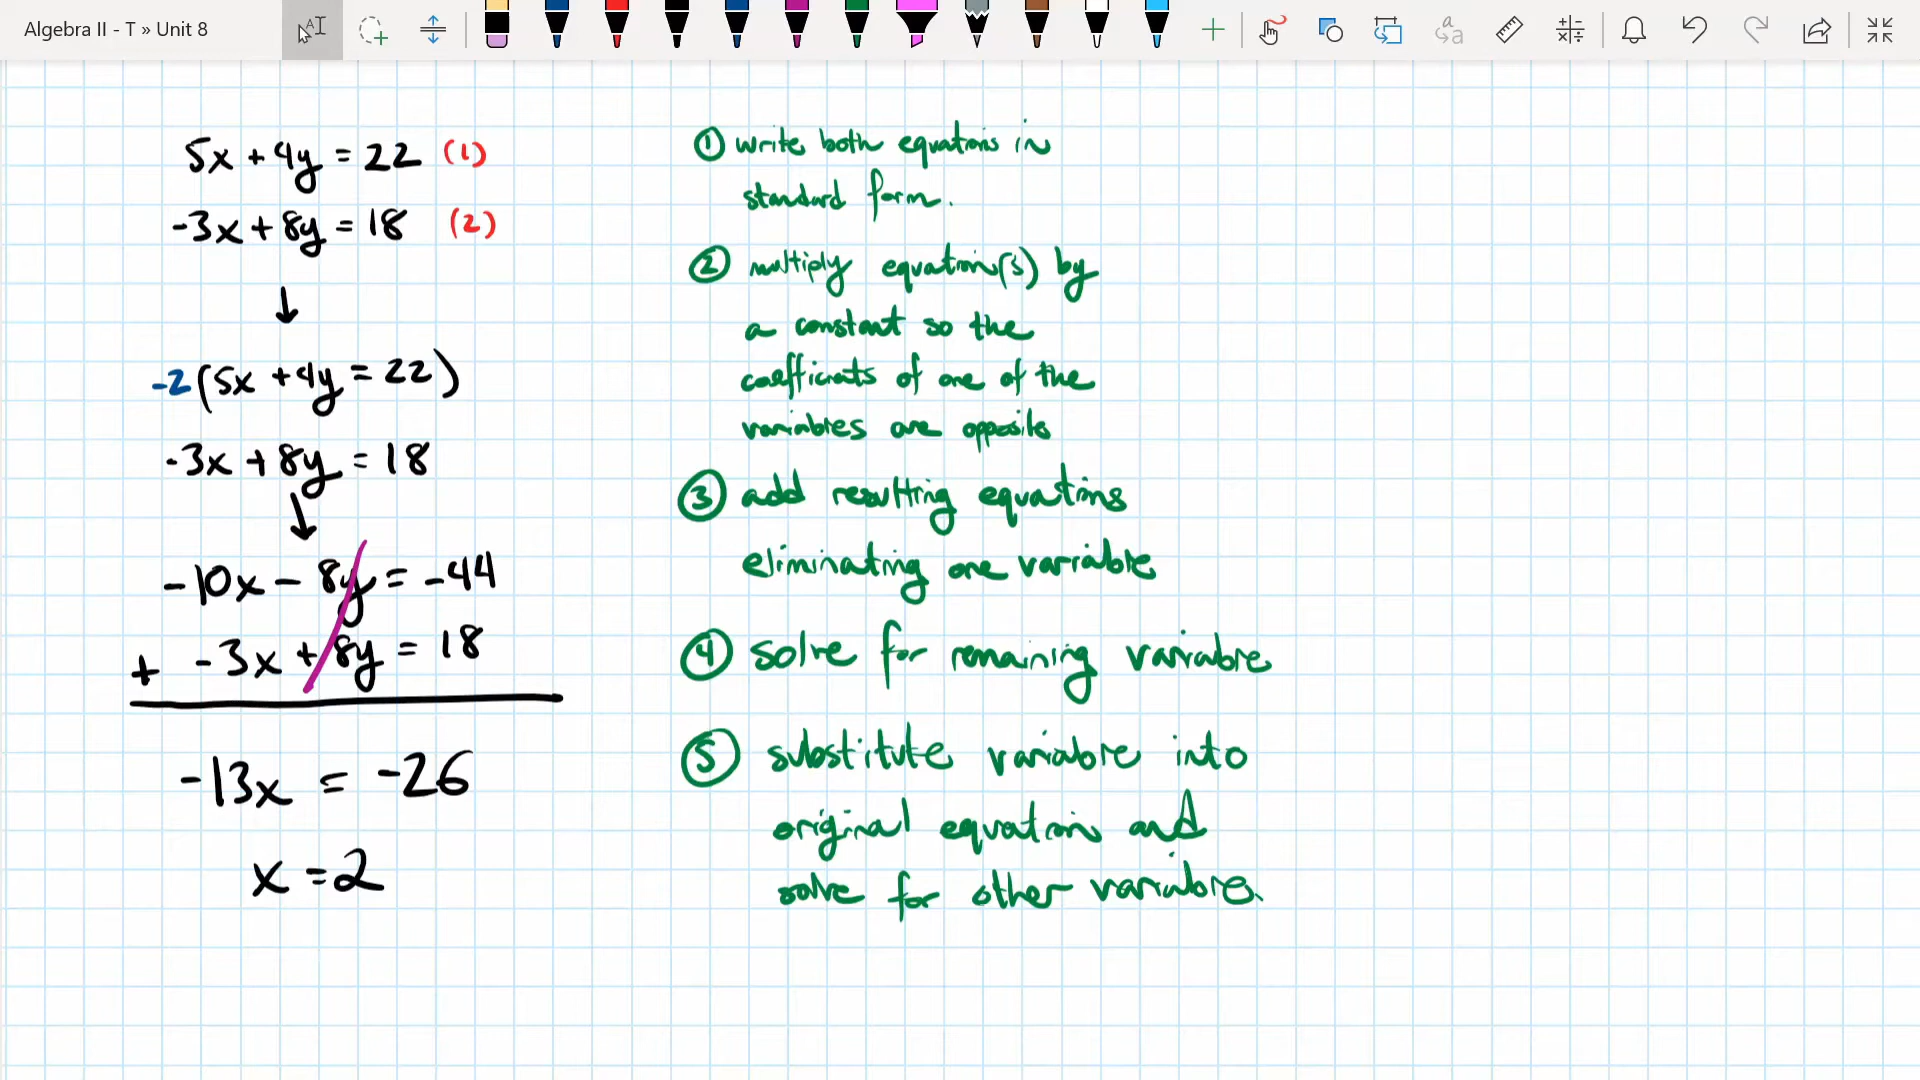 Algebra II - T » Unit 8
5x + 4y = 22 (1)
-3x + 8y = 18 (2)
-2(5x + 4y = 22)
-3x + 8y = 18
-10x - 8y = -44
+ -3x + 8y = 18
-13x = -26
x = 2
① write both equations in
standard form.
② multiply equation(s) by
a constant so the
coefficients of one of the
variables are opposite
③ add resulting equations
eliminating one variable
④ solve for remaining variable
⑤ substitute variable into
original equation and
solve for other variable.